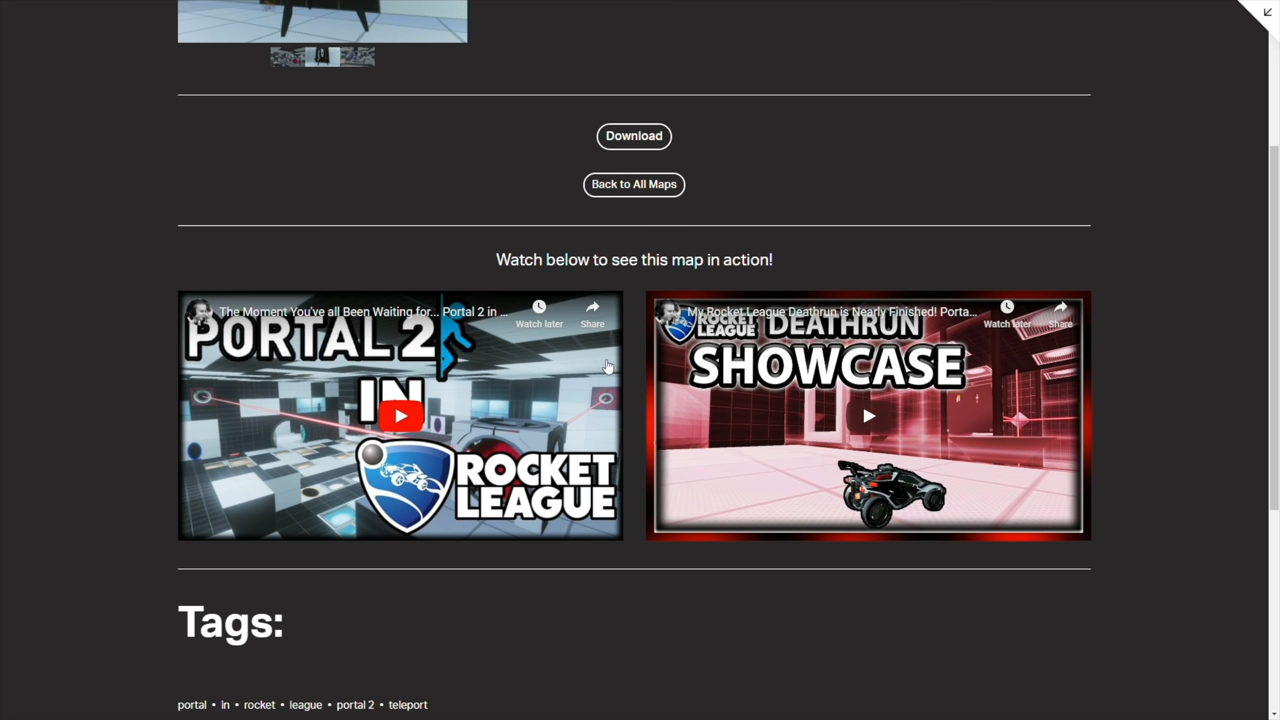 Download
Back to All Maps
Watch below to see this map in action!
The Moment You've all Been Waiting for... Portal 2 in ...
Watch later
Share
PORTAL 2
IN
ROCKET
LEAGUE
My Rocket League Deathrun is Nearly Finished! Porta...
Watch later
Share
ROCKET
LEAGUE
DEATHRUN
SHOWCASE
Tags:
portal • in • rocket • league • portal 2 • teleport